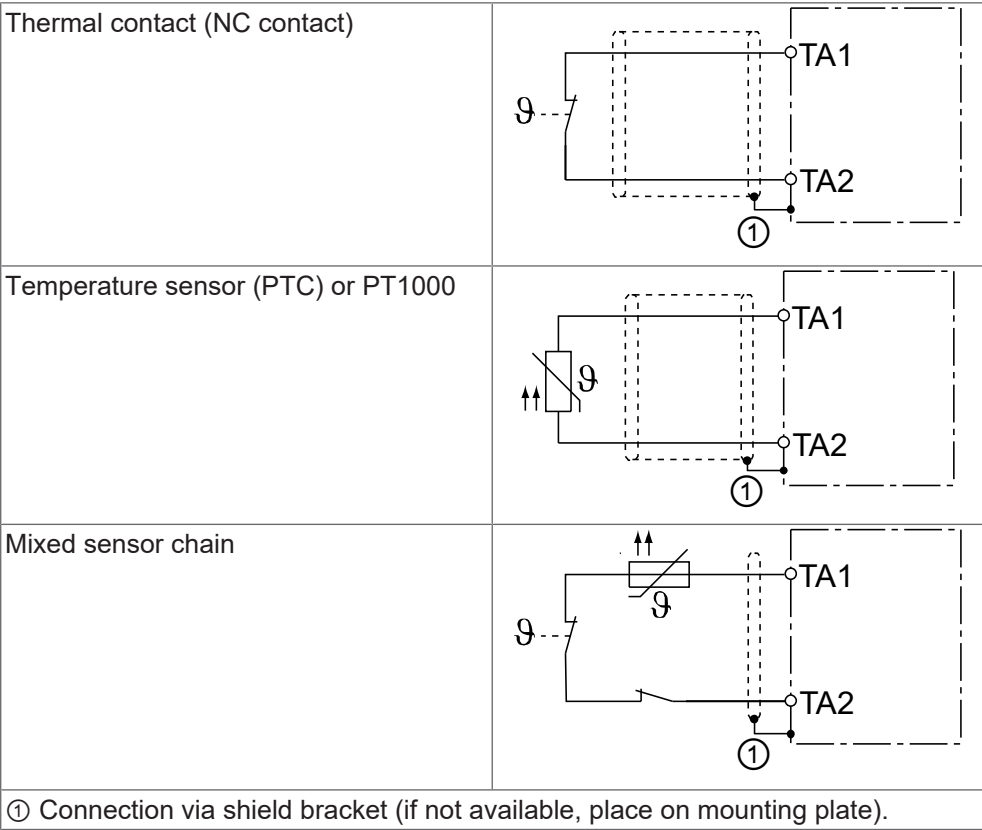 Thermal contact (NC contact)
TA1
ϑ
TA2
①
Temperature sensor (PTC) or PT1000
TA1
ϑ
TA2
①
Mixed sensor chain
TA1
ϑ
ϑ
TA2
①
① Connection via shield bracket (if not available, place on mounting plate).